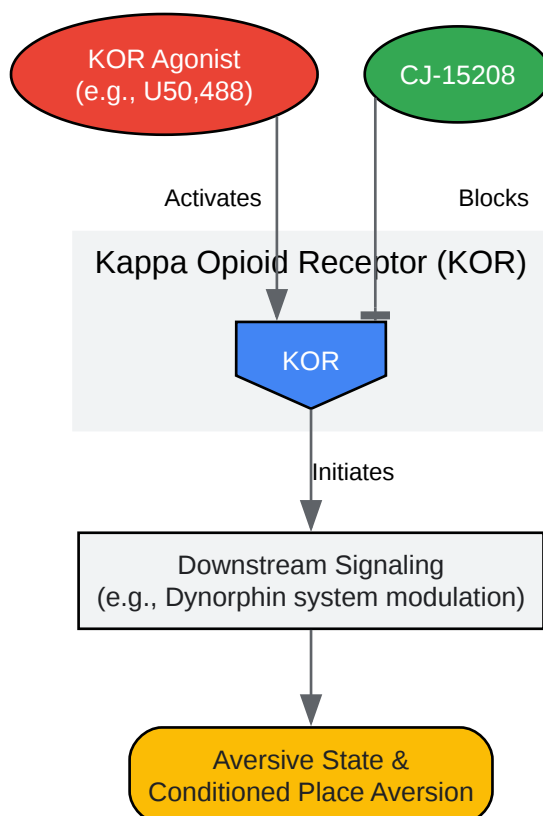 KOR Agonist
(e.g., U50,488)
CJ-15208
Activates
Blocks
Kappa Opioid Receptor (KOR)
KOR
Initiates
Downstream Signaling
(e.g., Dynorphin system modulation)
Aversive State &
Conditioned Place Aversion